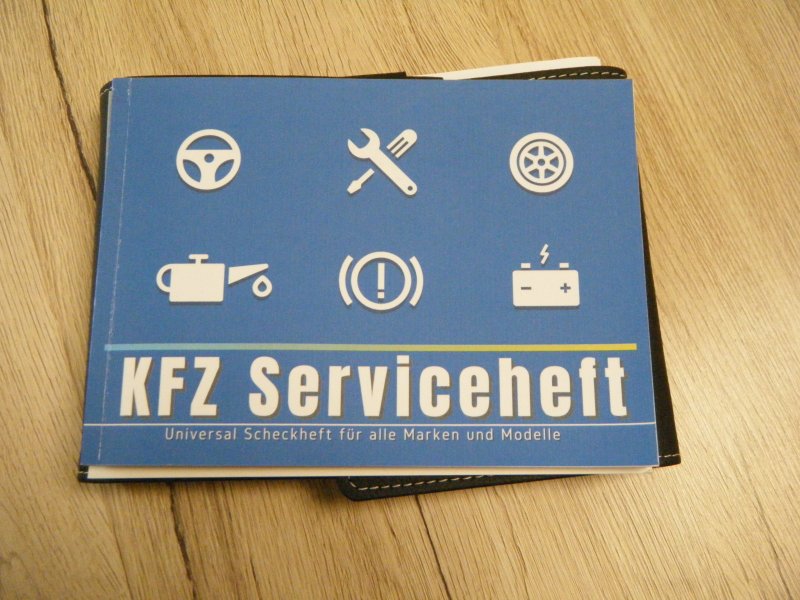 KFZ Serviceheft
Universal Scheckheft für alle Marken und Modelle